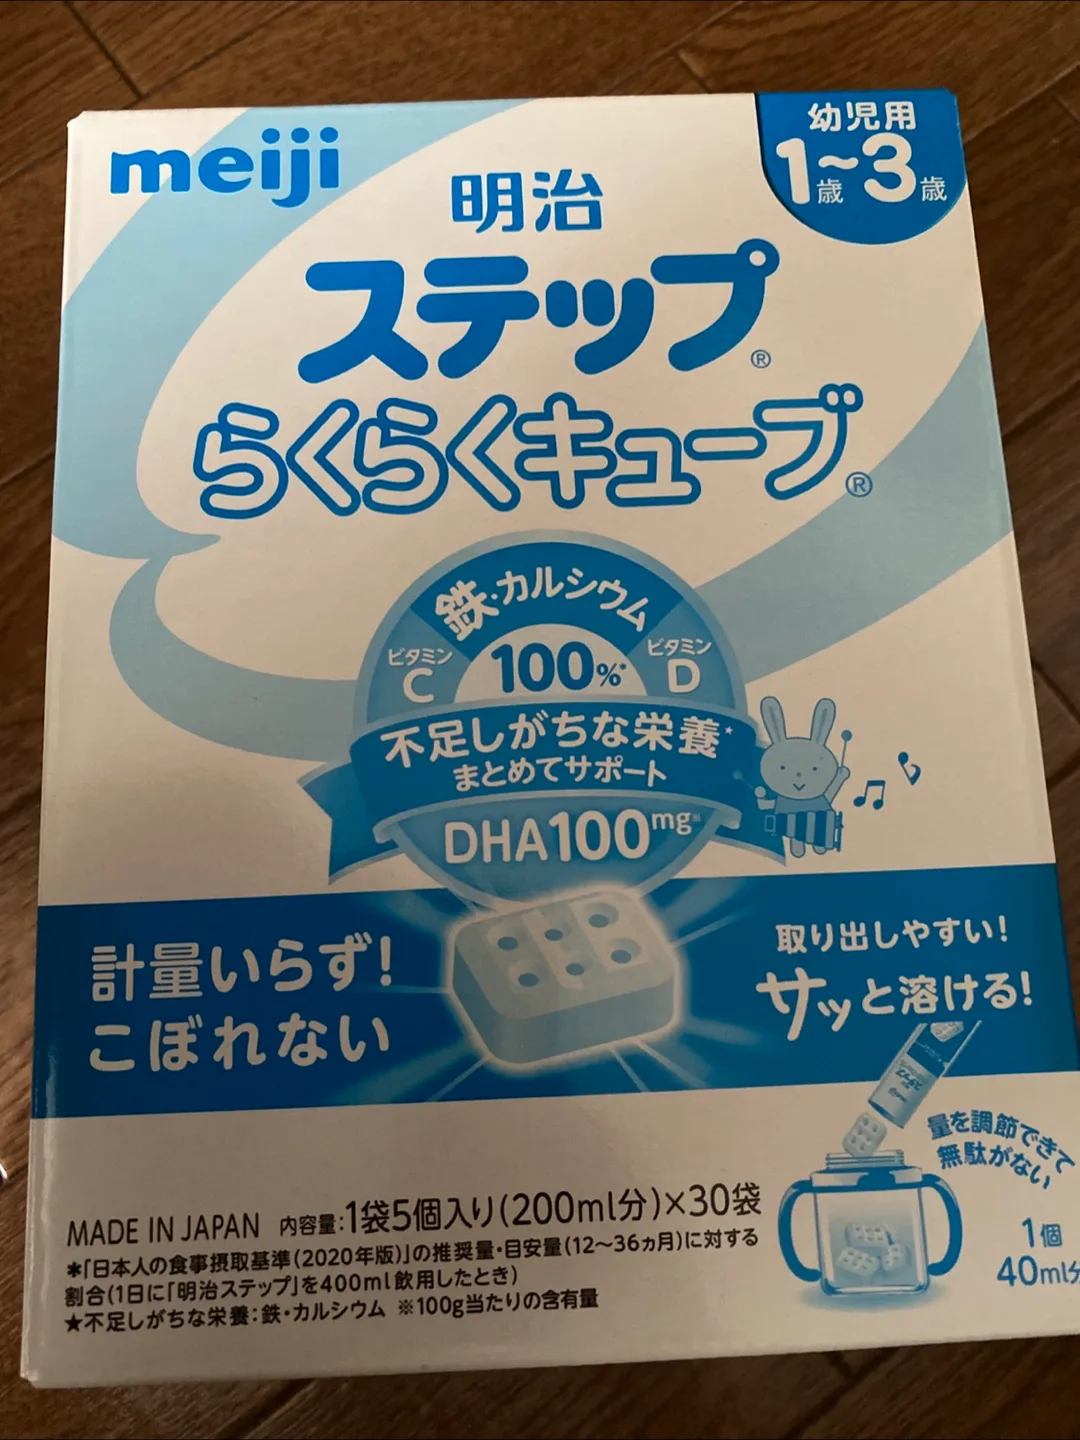 meiji
幼児用
1歳～3歳
明治
ステップ®
らくらくキューブ®
鉄・カルシウム
ビタミンC
100%*
ビタミンD
不足しがちな栄養★
まとめてサポート
DHA100mg※
計量いらず!
こぼれない
取り出しやすい!
サッと溶ける!
量を調節できて
無駄がない
1個
40ml分
MADE IN JAPAN 内容量:1袋5個入り(200ml分)×30袋
*「日本人の食事摂取基準(2020年版)」の推奨量・目安量(12～36ヵ月)に対する
割合(1日に「明治ステップ」を400ml飲用したとき)
★不足しがちな栄養:鉄・カルシウム ※100g当たりの含有量